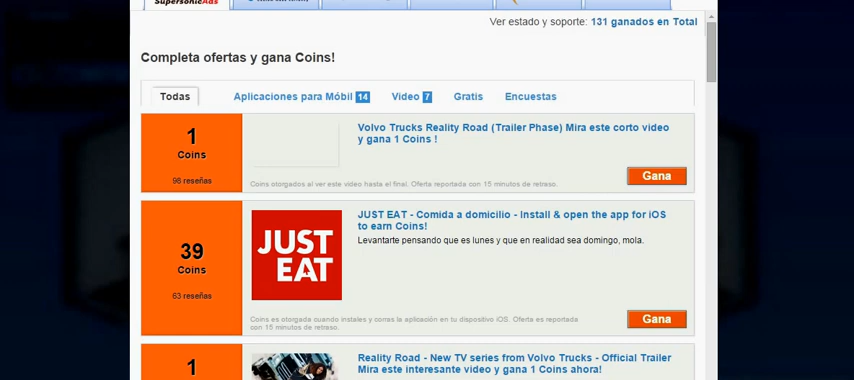 SupersonicAds
Ver estado y soporte: 131 ganados en Total
Completa ofertas y gana Coins!
Todas Aplicaciones para Móbil 14 Video 7 Gratis Encuestas
1
Coins
98 reseñas
Volvo Trucks Reality Road (Trailer Phase) Mira este corto video
y gana 1 Coins !
Coins otorgados al ver este video hasta el final. Oferta reportada con 15 minutos de retraso.
Gana
39
Coins
63 reseñas
JUST
EAT
JUST EAT - Comida a domicilio - Install & open the app for iOS
to earn Coins!
Levantarte pensando que es lunes y que en realidad sea domingo, mola.
Coins es otorgada cuando instales y corras la aplicación en tu dispositivo iOS. Oferta es reportada
con 15 minutos de retraso.
Gana
1
Reality Road - New TV series from Volvo Trucks - Official Trailer
Mira este interesante video y gana 1 Coins ahora!